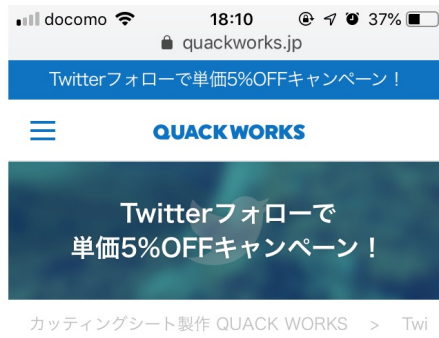 docomo 18:10 37%
quackworks.jp
Twitterフォローで単価5%OFFキャンペーン！
QUACK WORKS
Twitterフォローで
単価5%OFFキャンペーン！
カッティングシート製作 QUACK WORKS > Twi